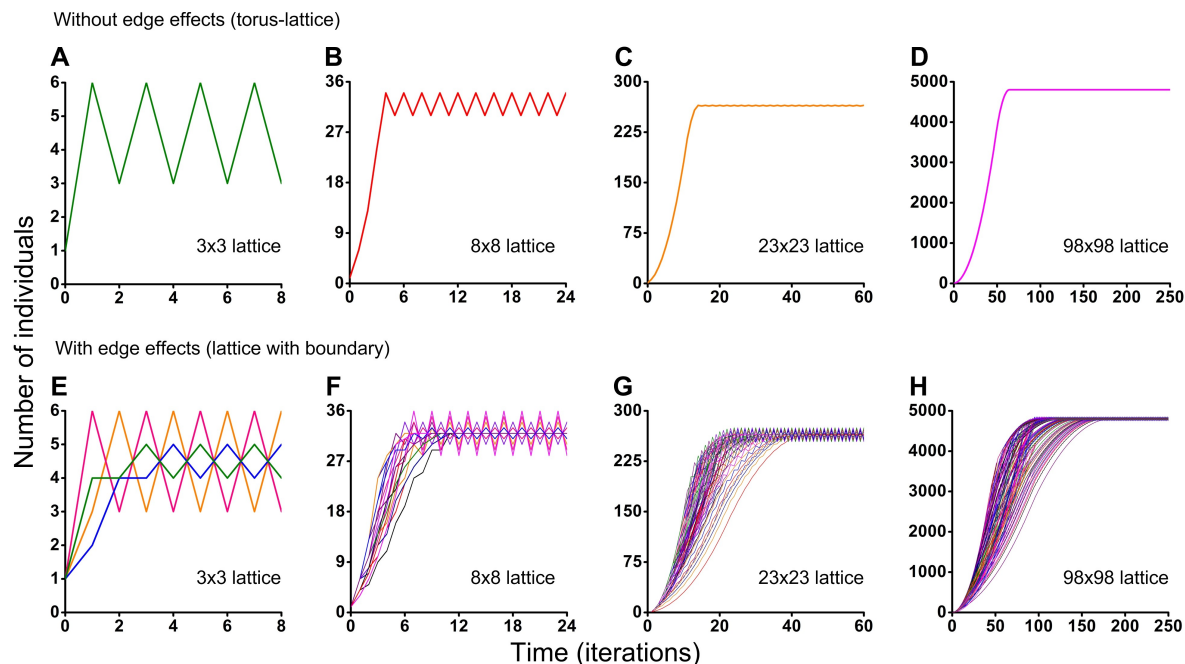 Without edge effects (torus-lattice)
A B C D
6 5 4 3 2 1 0
0 2 4 6 8
3x3 lattice
36 27 18 9 0
0 6 12 18 24
8x8 lattice
300 225 150 75 0
0 20 40 60
23x23 lattice
5000 4000 3000 2000 1000 0
0 50 100 150 200 250
98x98 lattice
Number of individuals
With edge effects (lattice with boundary)
E F G H
6 5 4 3 2 1 0
0 2 4 6 8
3x3 lattice
36 27 18 9 0
0 6 12 18 24
8x8 lattice
300 225 150 75 0
0 20 40 60
23x23 lattice
5000 4000 3000 2000 1000 0
0 50 100 150 200 250
98x98 lattice
Time (iterations)